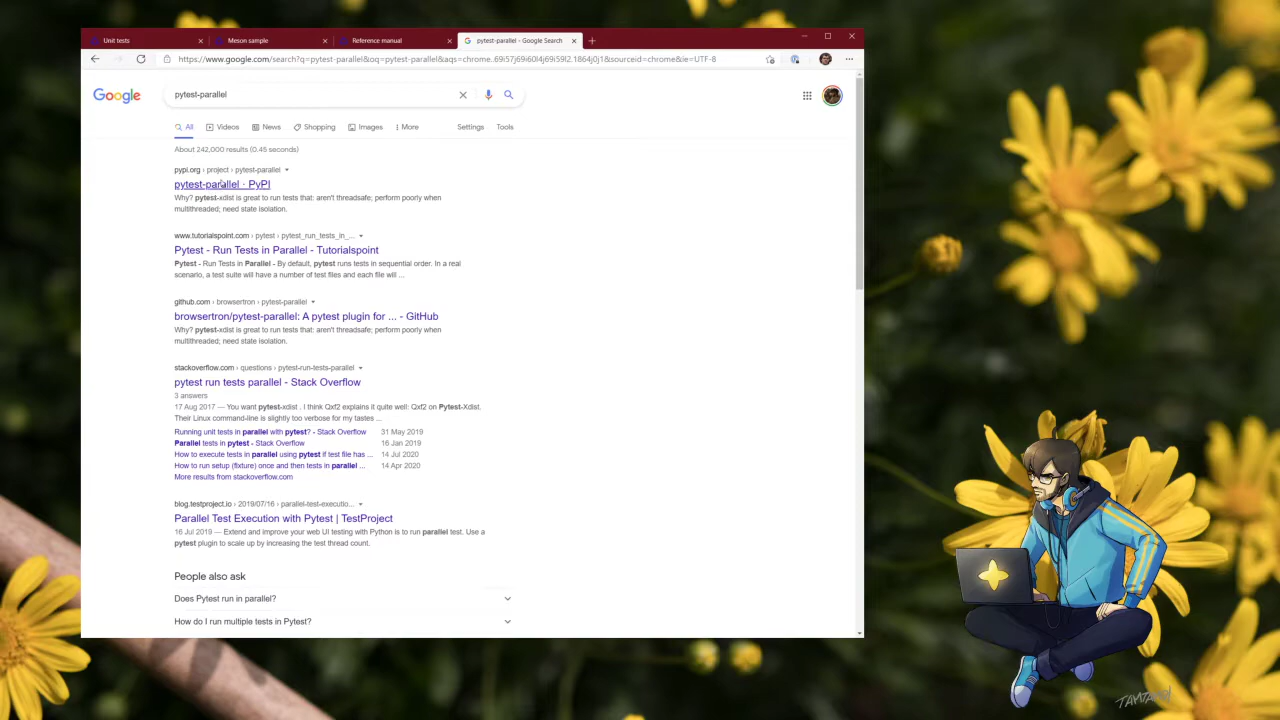 Unit tests
Meson sample
Reference manual
pytest-parallel - Google Search
https://www.google.com/search?q=pytest-parallel&oq=pytest-parallel&aqs=chrome..69i57j69i60l4j69i59l2.1864j0j1&sourceid=chrome&ie=UTF-8
Google
pytest-parallel
All Videos News Shopping Images More Settings Tools
About 242,000 results (0.45 seconds)
pypi.org › project › pytest-parallel
pytest-parallel · PyPI
Why? pytest-xdist is great to run tests that: aren't threadsafe; perform poorly when
multithreaded; need state isolation.
www.tutorialspoint.com › pytest › pytest_run_tests_in_...
Pytest - Run Tests in Parallel - Tutorialspoint
Pytest - Run Tests in Parallel - By default, pytest runs tests in sequential order. In a real
scenario, a test suite will have a number of test files and each file will ...
github.com › browsertron › pytest-parallel
browsertron/pytest-parallel: A pytest plugin for ... - GitHub
Why? pytest-xdist is great to run tests that: aren't threadsafe; perform poorly when
multithreaded; need state isolation.
stackoverflow.com › questions › pytest-run-tests-parallel
pytest run tests parallel - Stack Overflow
3 answers
17 Aug 2017 — You want pytest-xdist . I think Qxf2 explains it quite well: Qxf2 on Pytest-Xdist.
Their Linux command-line is slightly too verbose for my tastes ...
Running unit tests in parallel with pytest? - Stack Overflow 31 May 2019
Parallel tests in pytest - Stack Overflow 16 Jan 2019
How to execute tests in parallel using pytest if test file has ... 14 Jul 2020
How to run setup (fixture) once and then tests in parallel ... 14 Apr 2020
More results from stackoverflow.com
blog.testproject.io › 2019/07/16 › parallel-test-executio...
Parallel Test Execution with Pytest | TestProject
16 Jul 2019 — Extend and improve your web UI testing with Python is to run parallel test. Use a
pytest plugin to scale up by increasing the test thread count.
People also ask
Does Pytest run in parallel?
How do I run multiple tests in Pytest?